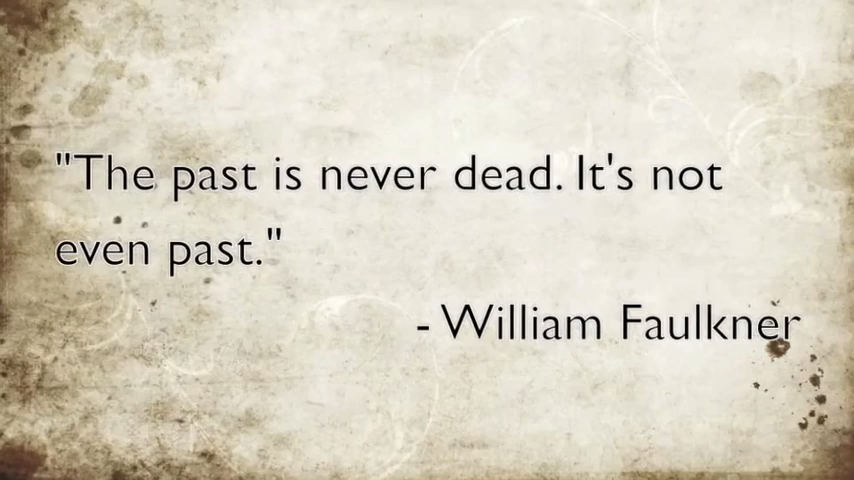 "The past is never dead. It's not
even past."
- William Faulkner